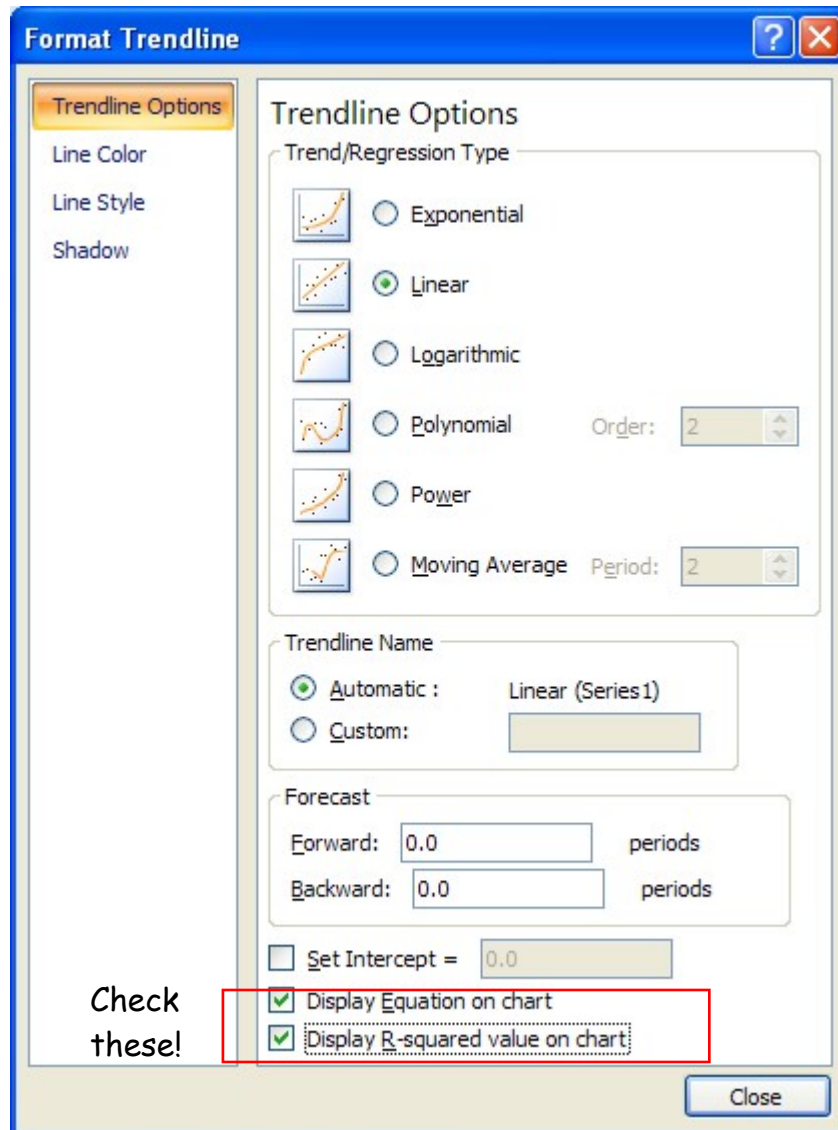 Format Trendline
Trendline Options
Line Color
Line Style
Shadow
Trendline Options
Trend/Regression Type
Exponential
Linear
Logarithmic
Polynomial Order: 2
Power
Moving Average Period: 2
Trendline Name
Automatic : Linear (Series1)
Custom:
Forecast
Forward: 0.0 periods
Backward: 0.0 periods
Set Intercept = 0.0
Check
these!
Display Equation on chart
Display R-squared value on chart
Close